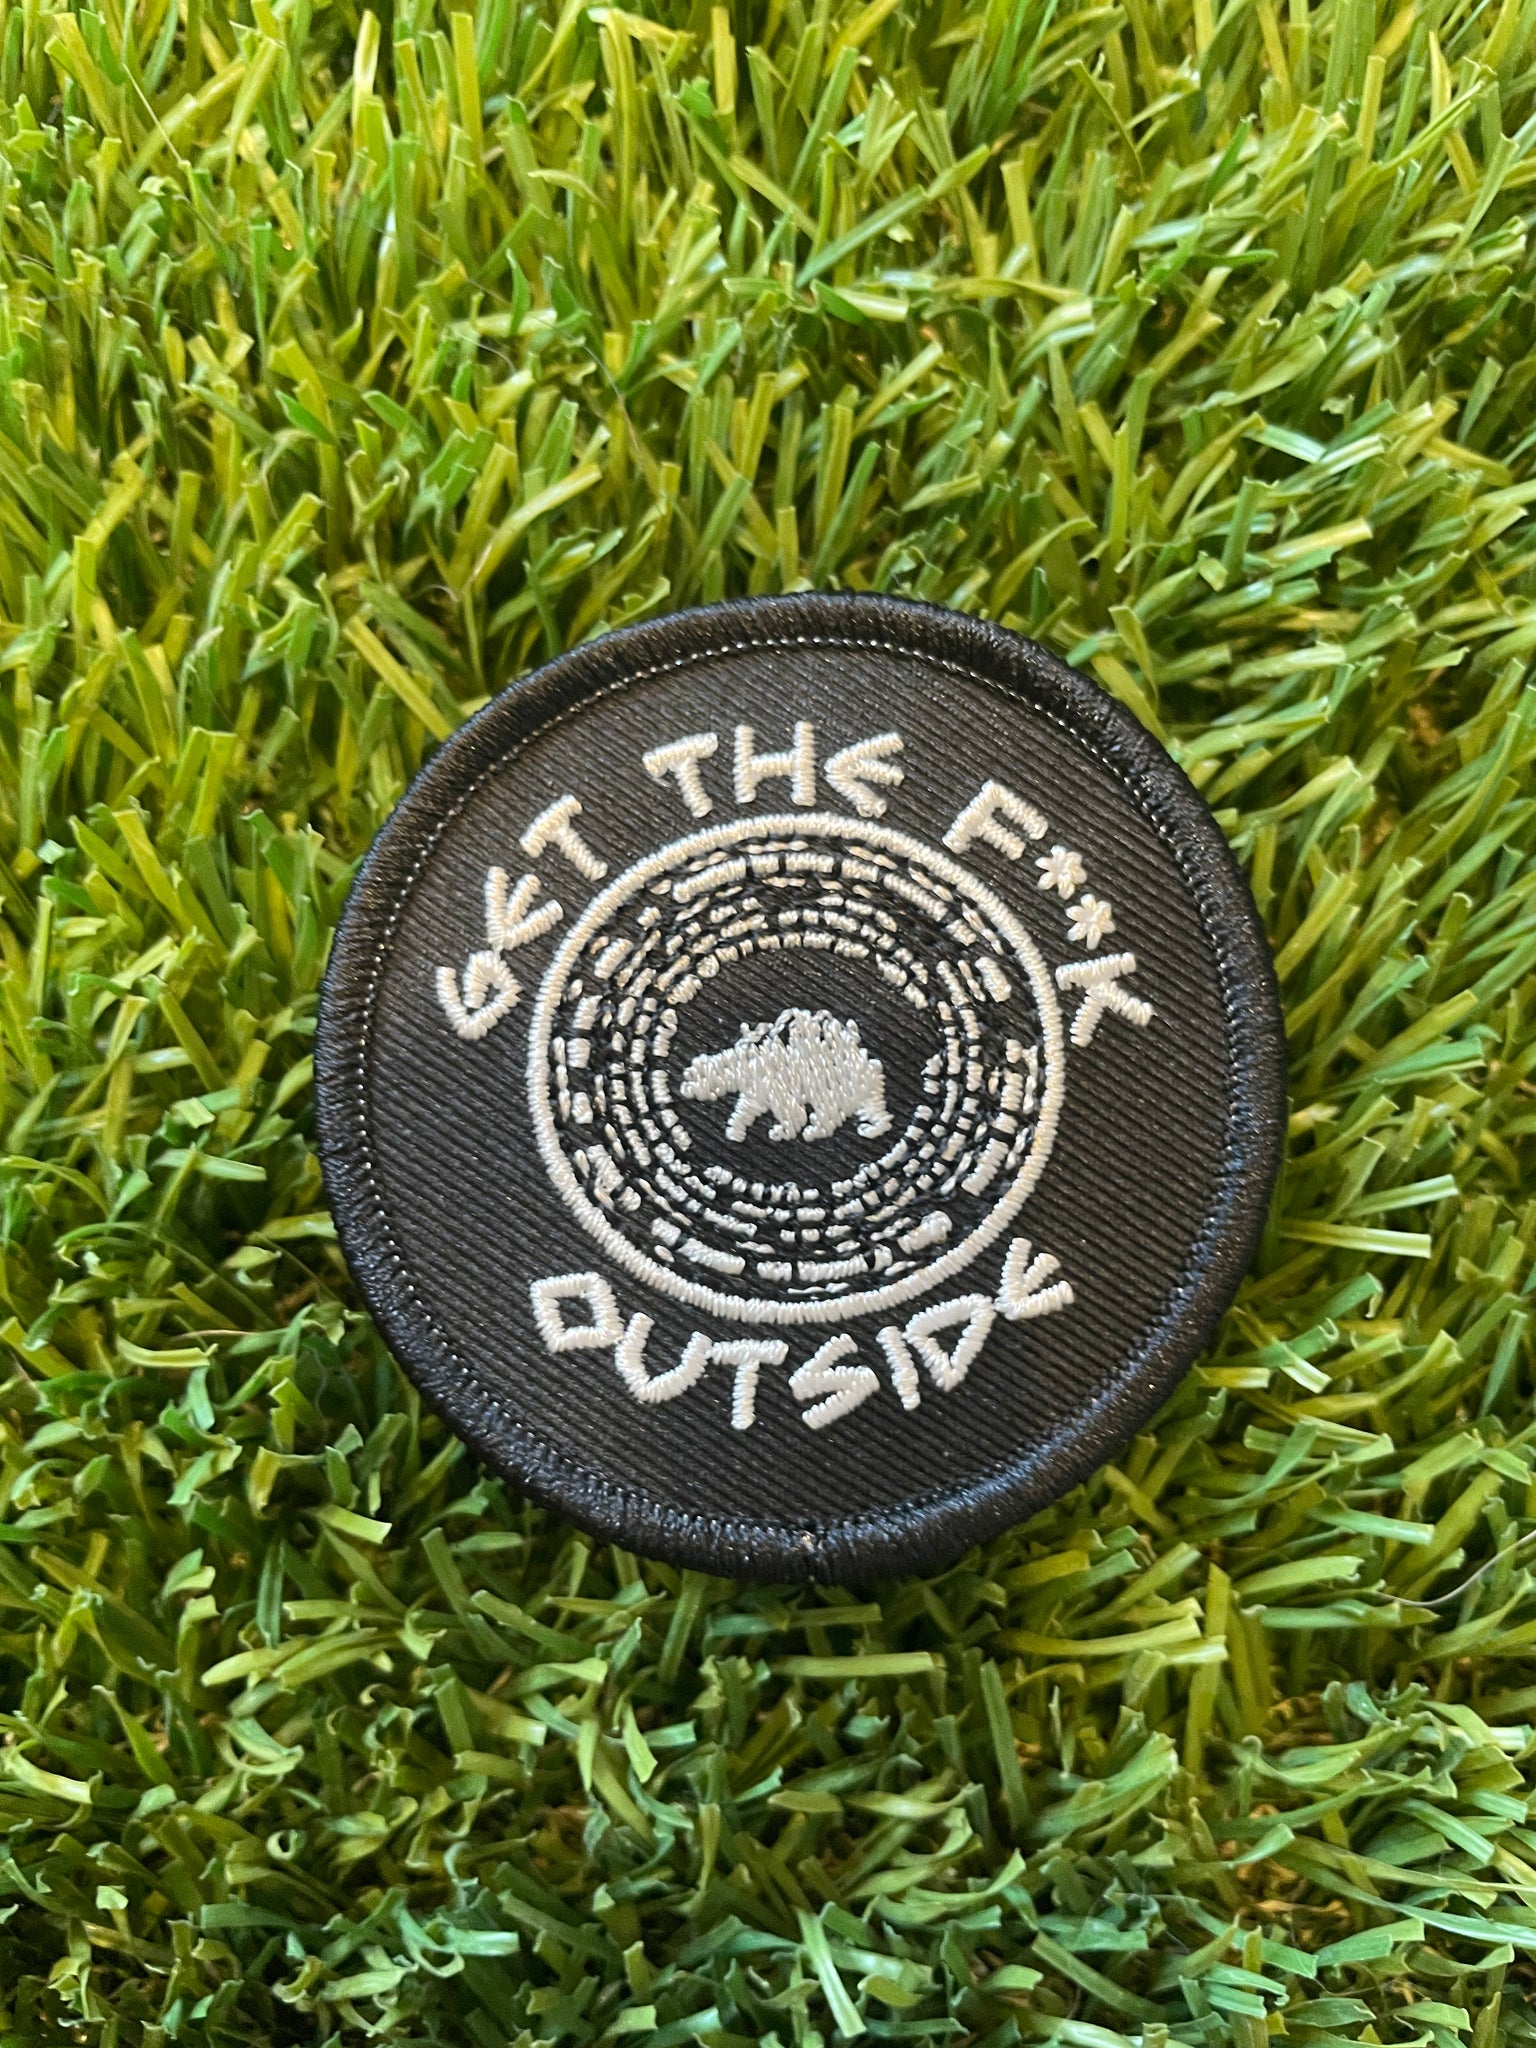 GET THE F**K
OUTSIDE